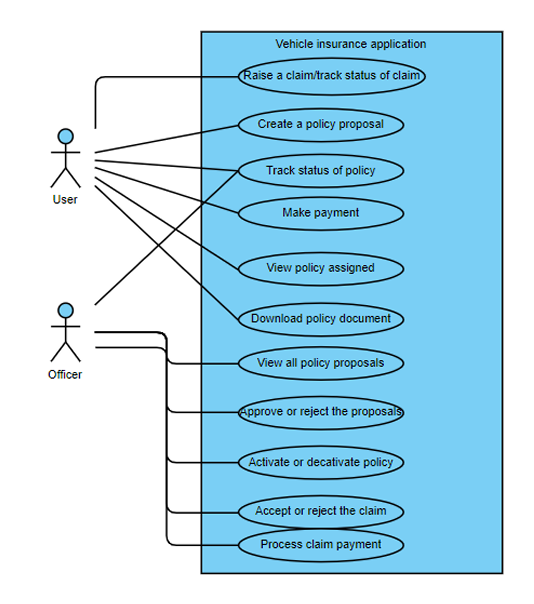 Vehicle insurance application
Raise a claim/track status of claim
Create a policy proposal
Track status of policy
User
Make payment
View policy assigned
Download policy document
View all policy proposals
Officer
Approve or reject the proposals
Activate or decativate policy
Accept or reject the claim
Process claim payment